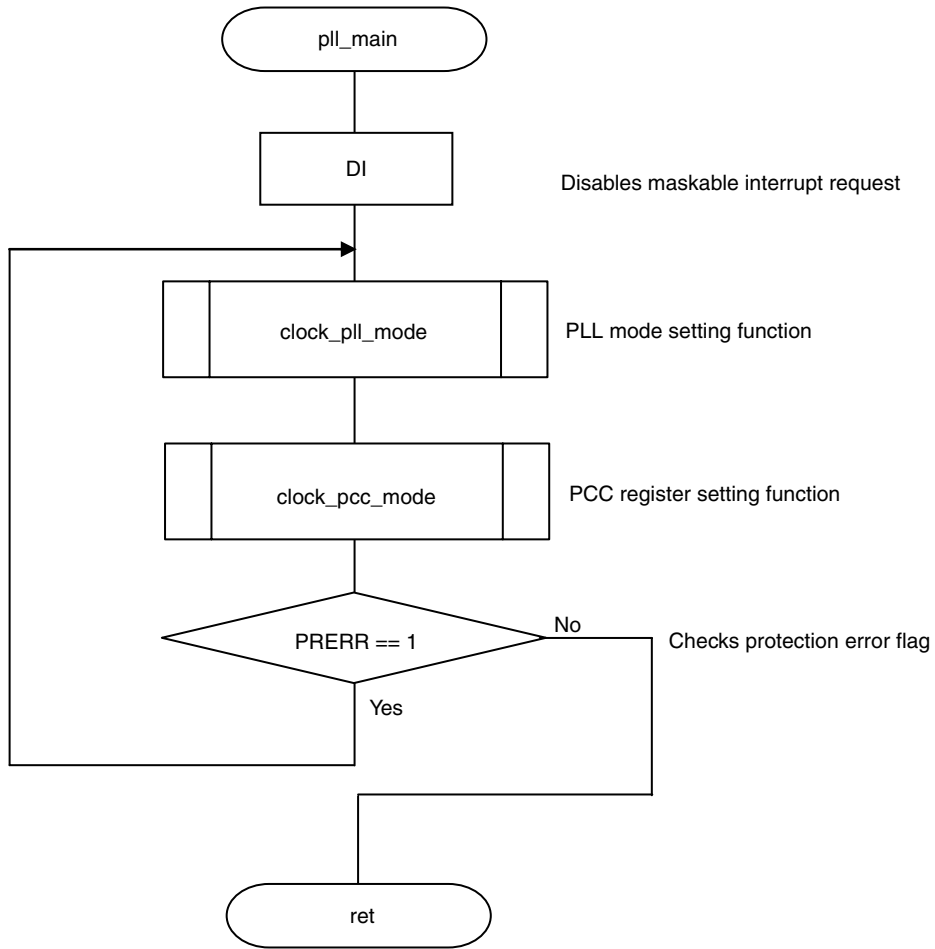 pll_main
DI
Disables maskable interrupt request
clock_pll_mode
PLL mode setting function
clock_pcc_mode
PCC register setting function
PRERR == 1
No
Checks protection error flag
Yes
ret